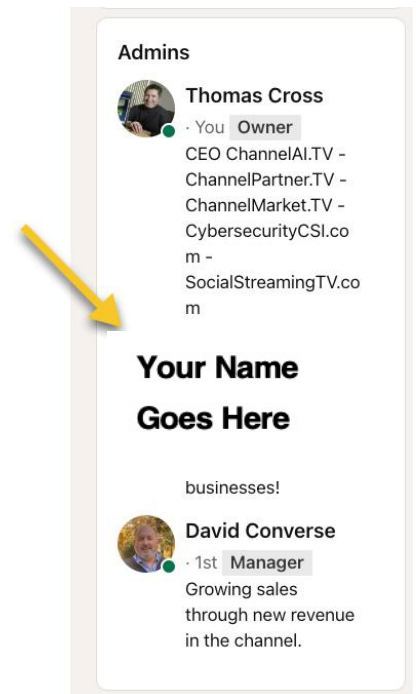 Admins
Thomas Cross
· You Owner
CEO ChannelAI.TV -
ChannelPartner.TV -
ChannelMarket.TV -
CybersecurityCSI.co
m -
SocialStreamingTV.co
m
Your Name
Goes Here
businesses!
David Converse
· 1st Manager
Growing sales
through new revenue
in the channel.